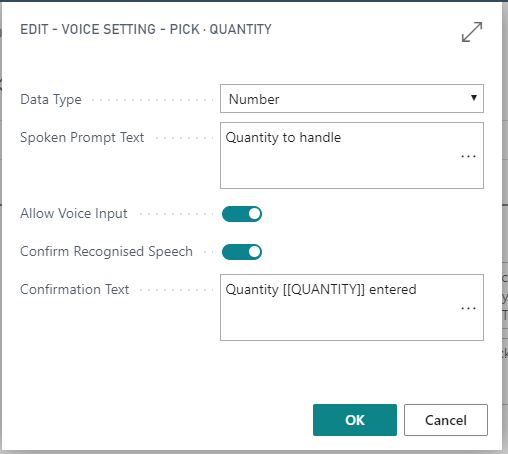 EDIT - VOICE SETTING - PICK · QUANTITY
Data Type Number
Spoken Prompt Text Quantity to handle
Allow Voice Input
Confirm Recognised Speech
Confirmation Text Quantity [[QUANTITY]] entered
OK Cancel